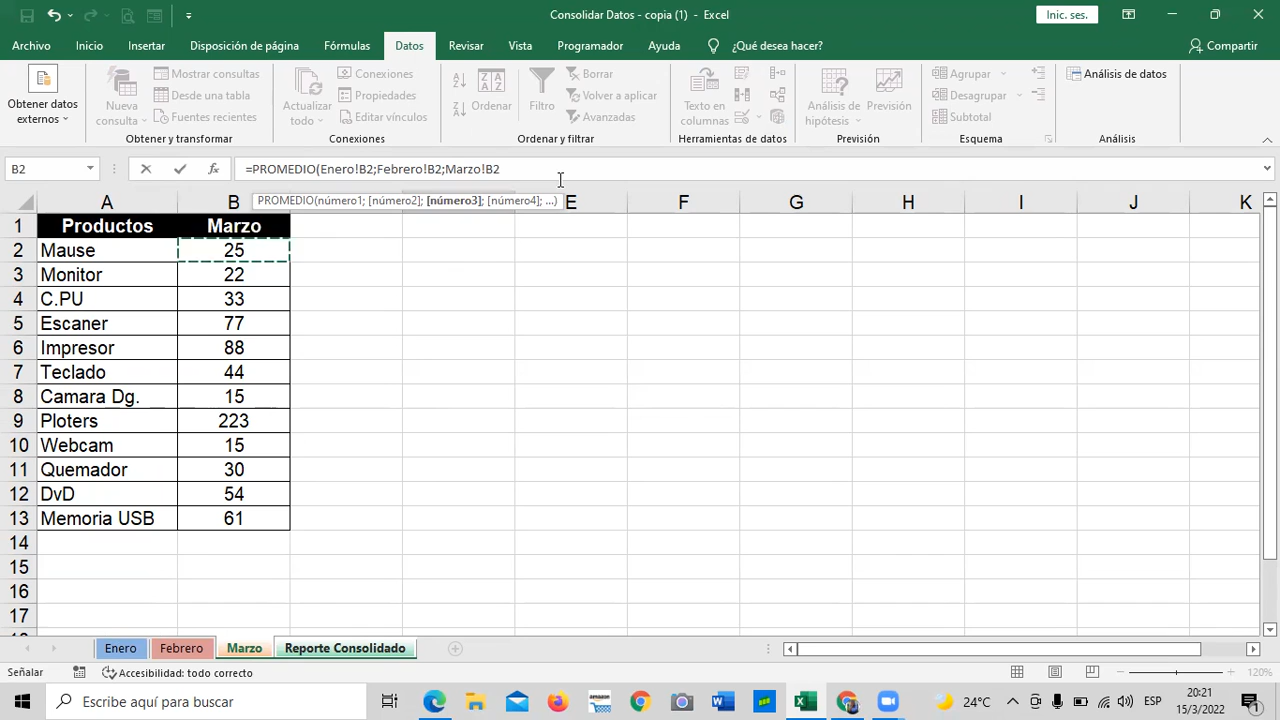 Consolidar Datos - copia (1) - Excel
Inic. ses.
Archivo Inicio Insertar Disposición de página Fórmulas Datos Revisar Vista Programador Ayuda ¿Qué desea hacer? Compartir
Obtener datos externos
Nueva consulta
Mostrar consultas
Desde una tabla
Fuentes recientes
Obtener y transformar
Actualizar todo
Conexiones
Propiedades
Editar vínculos
Conexiones
Ordenar
Filtro
Borrar
Volver a aplicar
Avanzadas
Ordenar y filtrar
Texto en columnas
Herramientas de datos
Análisis de hipótesis
Previsión
Previsión
Agrupar
Desagrupar
Subtotal
Esquema
Análisis de datos
Análisis
B2 fx =PROMEDIO(Enero!B2;Febrero!B2;Marzo!B2
PROMEDIO(número1; [número2]; [número3]; [número4]; ...)
A B E F G H I J K
1 Productos Marzo
2 Mause 25
3 Monitor 22
4 C.PU 33
5 Escaner 77
6 Impresor 88
7 Teclado 44
8 Camara Dg. 15
9 Ploters 223
10 Webcam 15
11 Quemador 30
12 DvD 54
13 Memoria USB 61
14
15
16
17
Enero Febrero Marzo Reporte Consolidado
Señalar Accesibilidad: todo correcto 120%
Escribe aquí para buscar
24°C ESP 20:21
15/3/2022